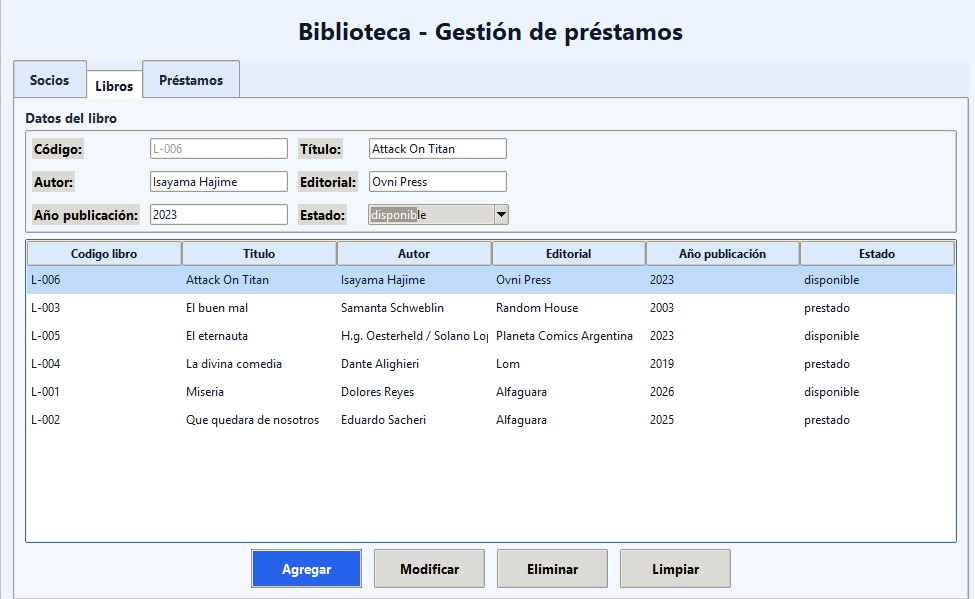 Biblioteca - Gestión de préstamos
Socios Libros Préstamos
Datos del libro
Código: L-006 Título: Attack On Titan
Autor: Isayama Hajime Editorial: Ovni Press
Año publicación: 2023 Estado: disponible
Codigo libro Titulo Autor Editorial Año publicación Estado
L-006 Attack On Titan Isayama Hajime Ovni Press 2023 disponible
L-003 El buen mal Samanta Schweblin Random House 2003 prestado
L-005 El eternauta H.g. Oesterheld / Solano Lo Planeta Comics Argentina 2023 disponible
L-004 La divina comedia Dante Alighieri Lom 2019 prestado
L-001 Miseria Dolores Reyes Alfaguara 2026 disponible
L-002 Que quedara de nosotros Eduardo Sacheri Alfaguara 2025 prestado
Agregar Modificar Eliminar Limpiar